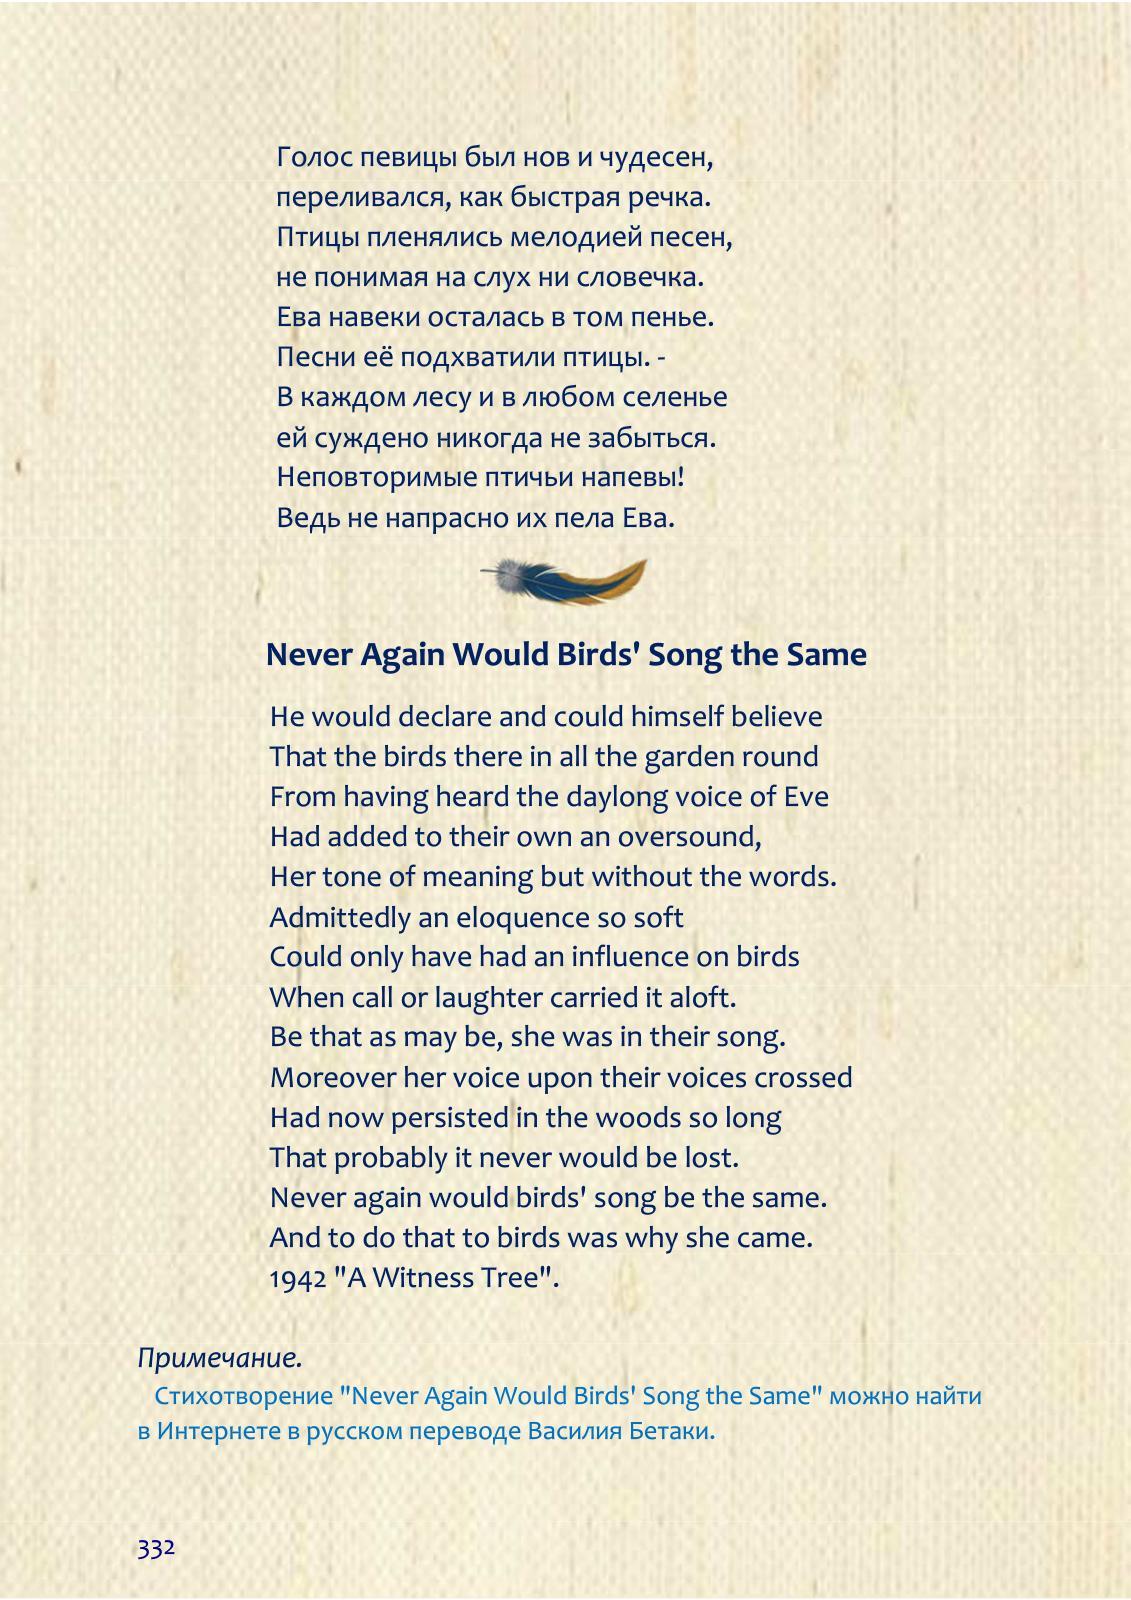 Голос певицы был нов и чудесен,
переливался, как быстрая речка.
Птицы пленялись мелодией песен,
не понимая на слух ни словечка.
Ева навеки осталась в том пенье.
Песни её подхватили птицы. -
В каждом лесу и в любом селенье
ей суждено никогда не забыться.
Неповторимые птичьи напевы!
Ведь не напрасно их пела Ева.
Never Again Would Birds' Song the Same
He would declare and could himself believe
That the birds there in all the garden round
From having heard the daylong voice of Eve
Had added to their own an oversound,
Her tone of meaning but without the words.
Admittedly an eloquence so soft
Could only have had an influence on birds
When call or laughter carried it aloft.
Be that as may be, she was in their song.
Moreover her voice upon their voices crossed
Had now persisted in the woods so long
That probably it never would be lost.
Never again would birds' song be the same.
And to do that to birds was why she came.
1942 "A Witness Tree".
Примечание.
Стихотворение "Never Again Would Birds' Song the Same" можно найти
в Интернете в русском переводе Василия Бетаки.
332